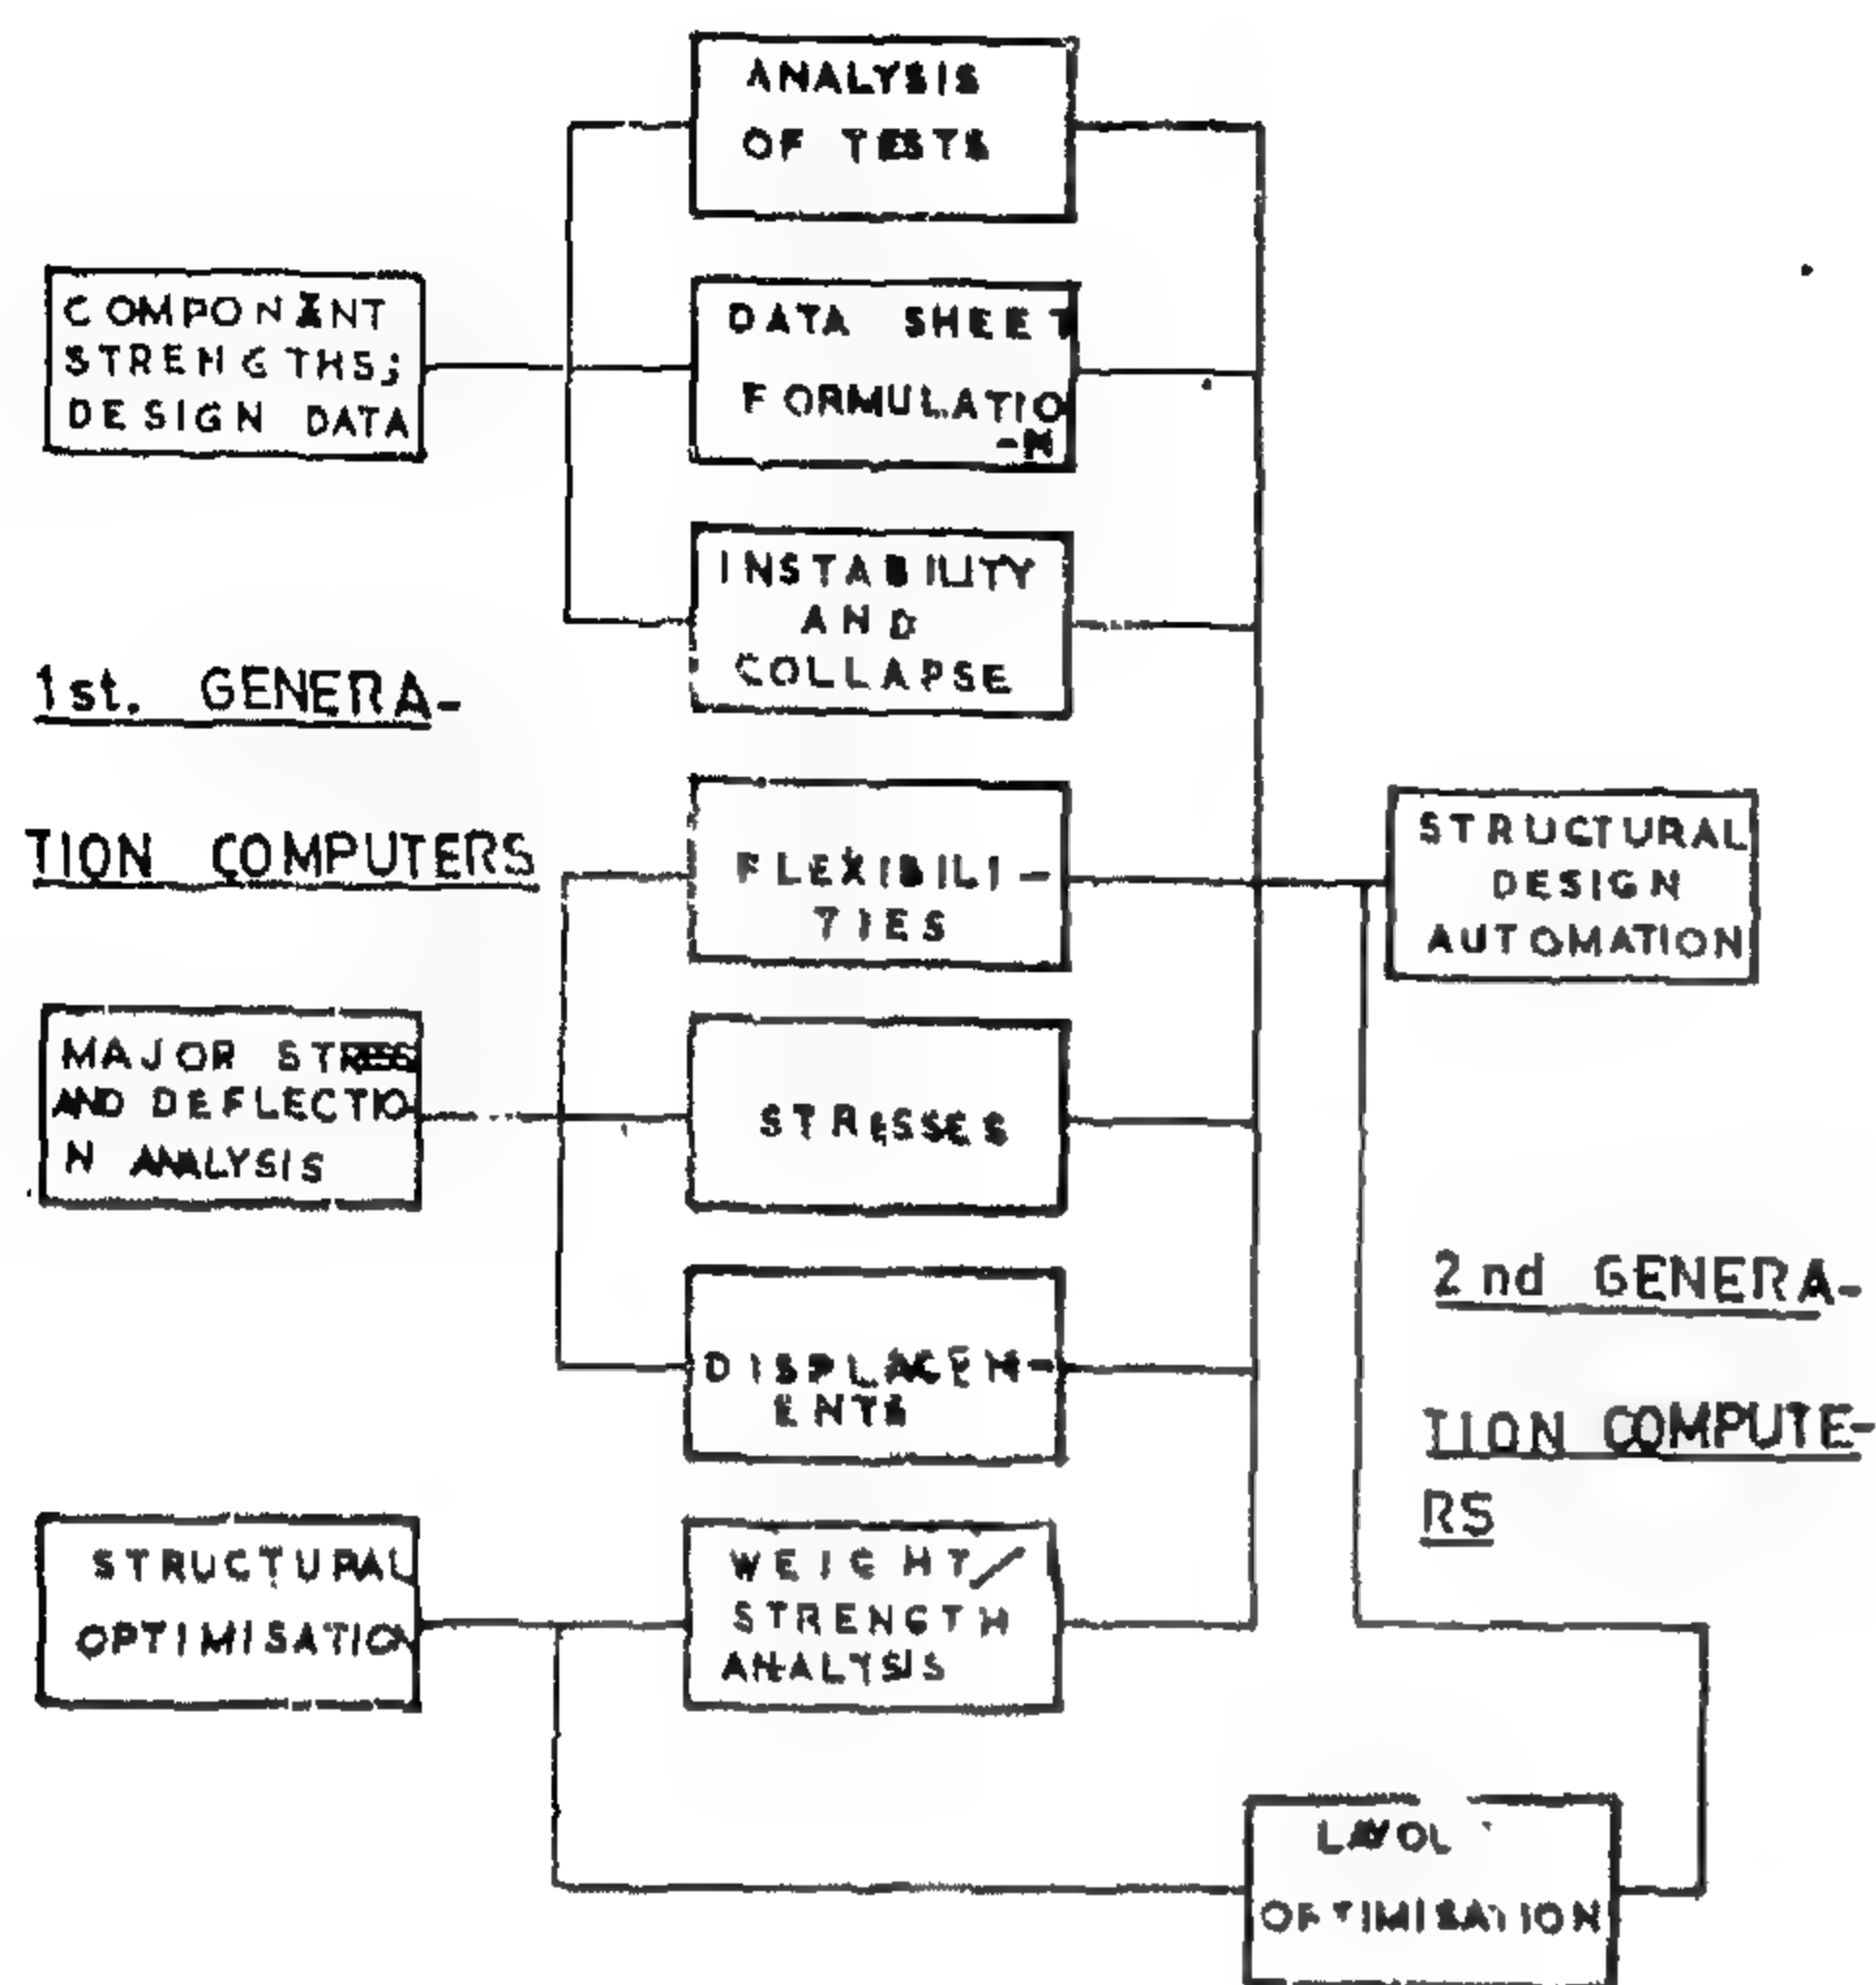 ANALYSIS
OF TESTS
COMPONENT
STRENGTHS;
DESIGN DATA
DATA SHEET
FORMULATIO
-N
INSTABILITY
AND
COLLAPSE
1st. GENERA-
TION COMPUTERS
FLEXIBILI-
TIES
STRUCTURAL
DESIGN
AUTOMATION
MAJOR STRESS
AND DEFLECTIO-
N ANALYSIS
STRESSES
DISPLACEM-
ENTS
2nd GENERA-
TION COMPUTE-
RS
STRUCTURAL
OPTIMISATION
WEIGHT/
STRENGTH
ANALYSIS
OPTIMISATION